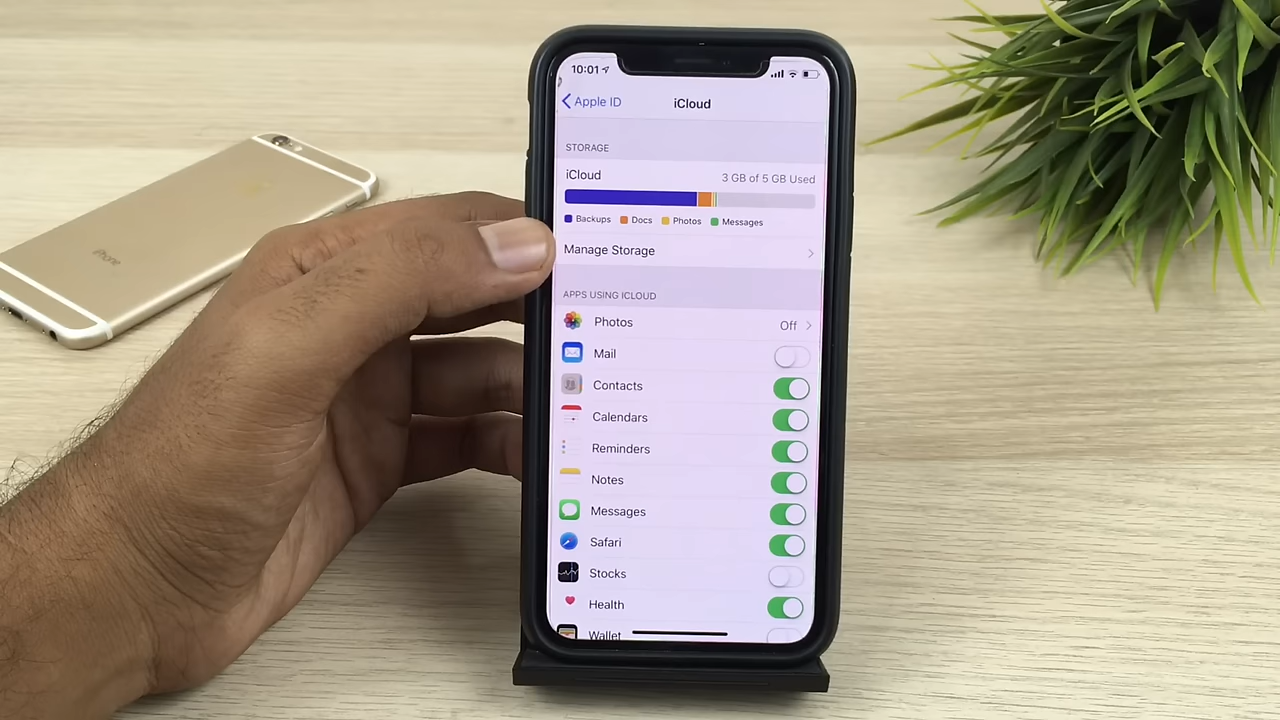 10:01
Apple ID
iCloud
STORAGE
iCloud
3 GB of 5 GB Used
Backups Docs Photos Messages
Manage Storage
APPS USING ICLOUD
Photos Off
Mail
Contacts
Calendars
Reminders
Notes
Messages
Safari
Stocks
Health
Wallet
iPhone